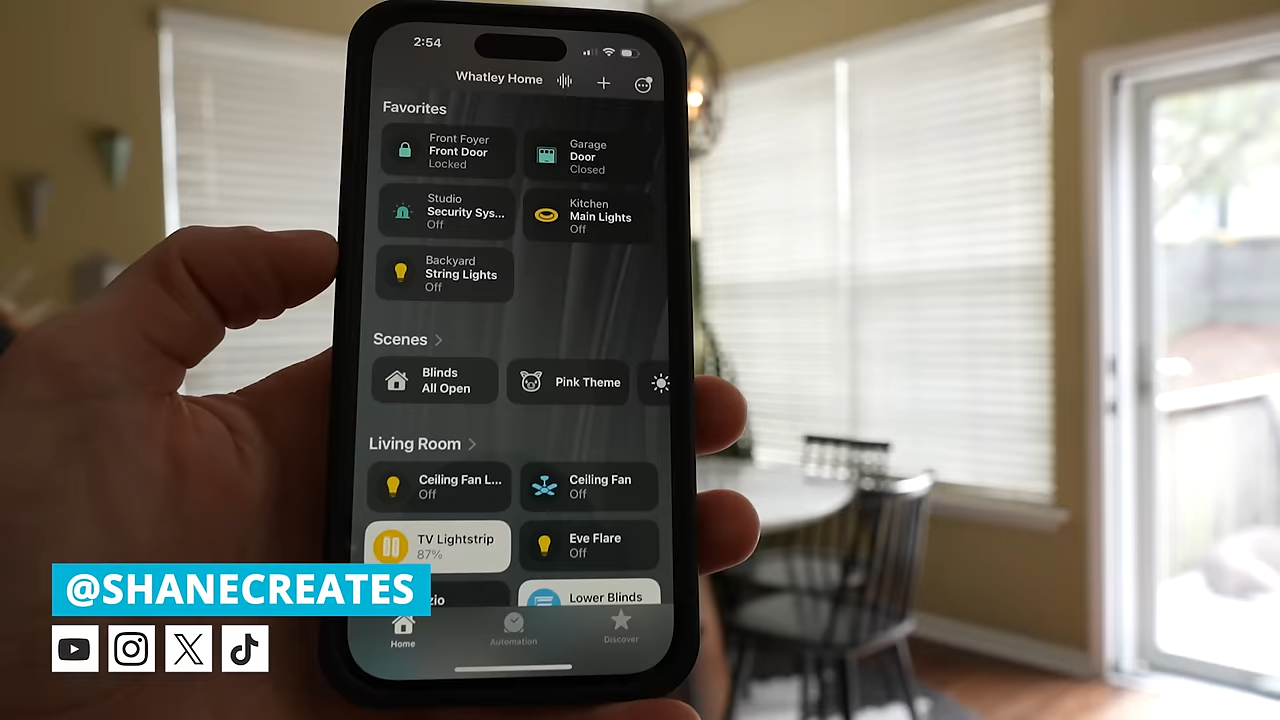 2:54
Whatley Home
Favorites
Front Foyer
Front Door
Locked
Garage
Door
Closed
Studio
Security Sys...
Off
Kitchen
Main Lights
Off
Backyard
String Lights
Off
Scenes
Blinds
All Open
Pink Theme
Living Room
Ceiling Fan L...
Off
Ceiling Fan
Off
TV Lightstrip
87%
Eve Flare
Off
zio
Lower Blinds
Home
Automation
Discover
@SHANECREATES